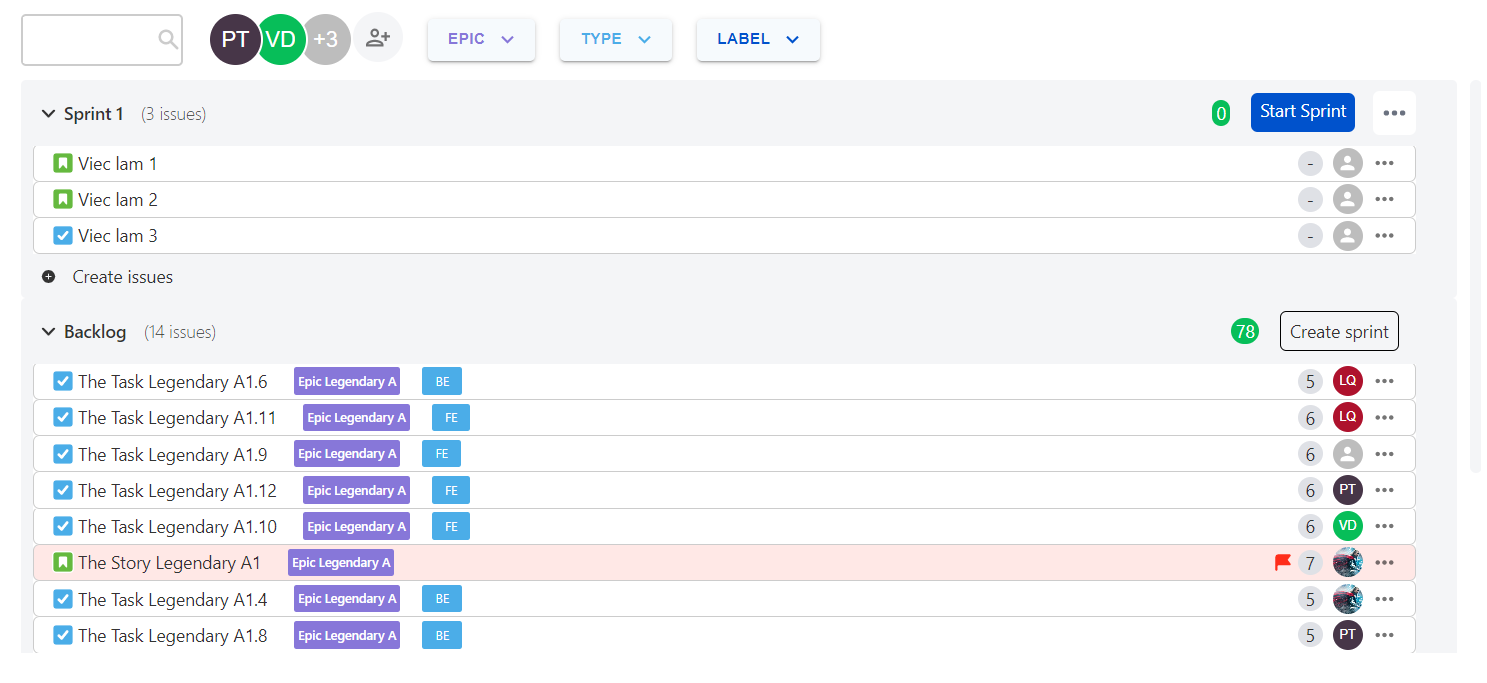 PT VD +3 EPIC TYPE LABEL
Sprint 1 (3 issues) 0 Start Sprint
Viec lam 1 -
Viec lam 2 -
Viec lam 3 -
Create issues
Backlog (14 issues) 78 Create sprint
The Task Legendary A1.6 Epic Legendary A BE 5 LQ
The Task Legendary A1.11 Epic Legendary A FE 6 LQ
The Task Legendary A1.9 Epic Legendary A FE 6
The Task Legendary A1.12 Epic Legendary A FE 6 PT
The Task Legendary A1.10 Epic Legendary A FE 6 VD
The Story Legendary A1 Epic Legendary A 7
The Task Legendary A1.4 Epic Legendary A BE 5
The Task Legendary A1.8 Epic Legendary A BE 5 PT